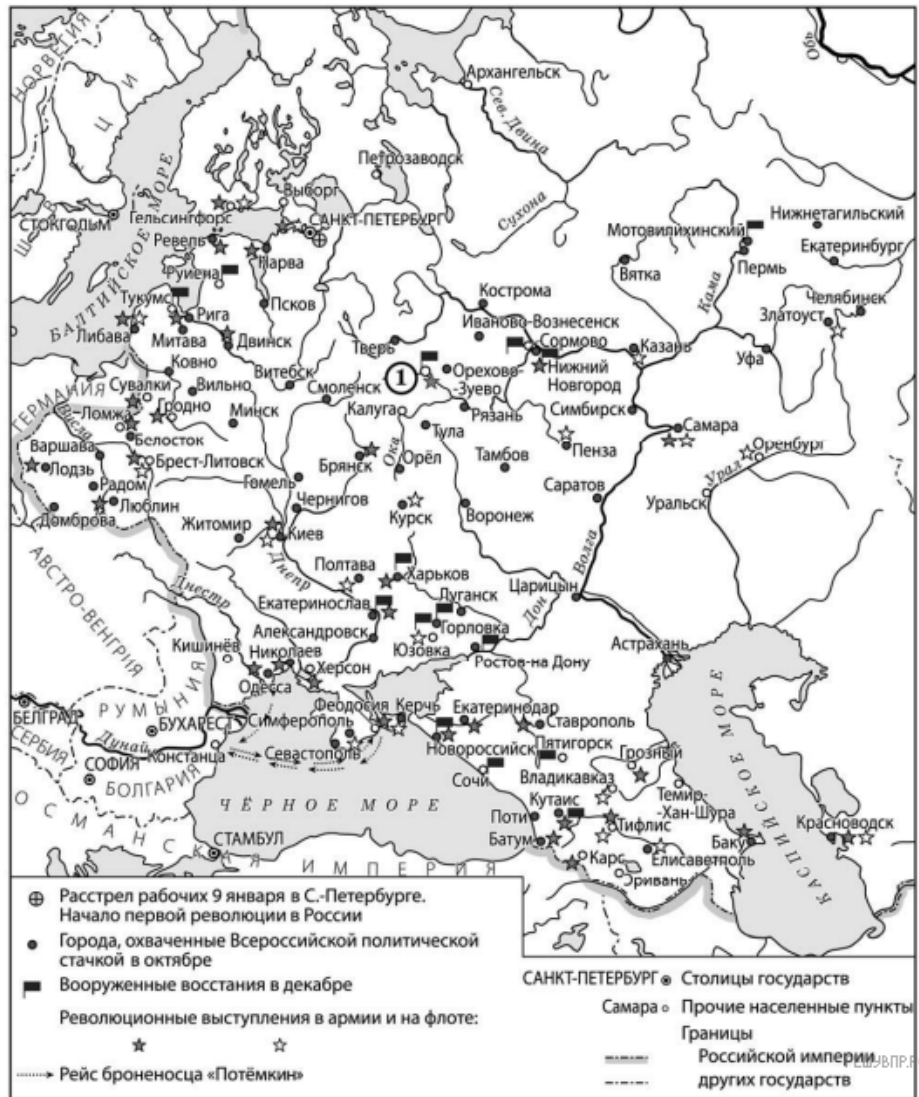 НОРВЕГИЯ
ШВЕЦИЯ
Архангельск
Обь
Сев. Двина
Петрозаводск
Сухона
Выборг
СТОКГОЛЬМ
Гельсингфорс
САНКТ-ПЕТЕРБУРГ
БАЛТИЙСКОЕ МОРЕ
Ревель
Нарва
Руйена
Псков
Тукумс
Рига
Либава
Митава
Двинск
Мотовилихинский
Нижнетагильский
Вятка
Пермь
Екатеринбург
Кама
Кострома
Иваново-Вознесенск
Сормово
Казань
Челябинск
Златоуст
Уфа
Тверь
1
Орехово-
-Зуево
Нижний
Новгород
Ковно
Витебск
Сувалки
Вильно
Смоленск
ГЕРМАНИЯ
Висла
Ломжа
Гродно
Минск
Калуга
Рязань
Симбирск
Тула
Самара
Белосток
Варшава
Лодзь
Брест-Литовск
Брянск
Ока
Орёл
Тамбов
Пенза
Оренбург
Урал
Радом
Гомель
Саратов
Уральск
Люблин
Домброва
Чернигов
Курск
Воронеж
Житомир
Киев
Волга
АВСТРО-ВЕНГРИЯ
Днепр
Полтава
Харьков
Царицын
Днестр
Екатеринослав
Луганск
Дон
Александровск
Горловка
Юзовка
Астрахань
Кишинёв
Николаев
Херсон
Ростов-на Дону
Одесса
РУМЫНИЯ
Феодосия
Керчь
Екатеринодар
Ставрополь
БЕЛГРАД
БУХАРЕСТ
Симферополь
СЕРБИЯ
Дунай
Констанца
Севастополь
Новороссийск
Пятигорск
Грозный
СОФИЯ
БОЛГАРИЯ
Сочи
Владикавказ
Темир-
-Хан-Шура
КАСПИЙСКОЕ МОРЕ
ЧЁРНОЕ МОРЕ
Поти
Кутаис
Тифлис
Красноводск
ОСМАНСКАЯ ИМПЕРИЯ
СТАМБУЛ
Батум
Баку
Карс
Елисаветполь
Эривань
Расстрел рабочих 9 января в С.-Петербурге.
Начало первой революции в России
Города, охваченные Всероссийской политической
стачкой в октябре
Вооруженные восстания в декабре
Революционные выступления в армии и на флоте:
Рейс броненосца «Потёмкин»
САНКТ-ПЕТЕРБУРГ Столицы государств
Самара Прочие населенные пункты
Границы
Российской империи
других государств